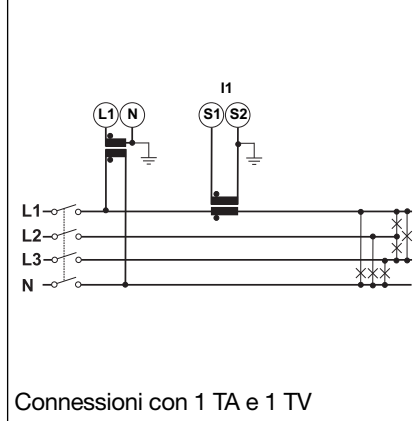 I1
L1 N S1 S2
L1
L2
L3
N
Connessioni con 1 TA e 1 TV